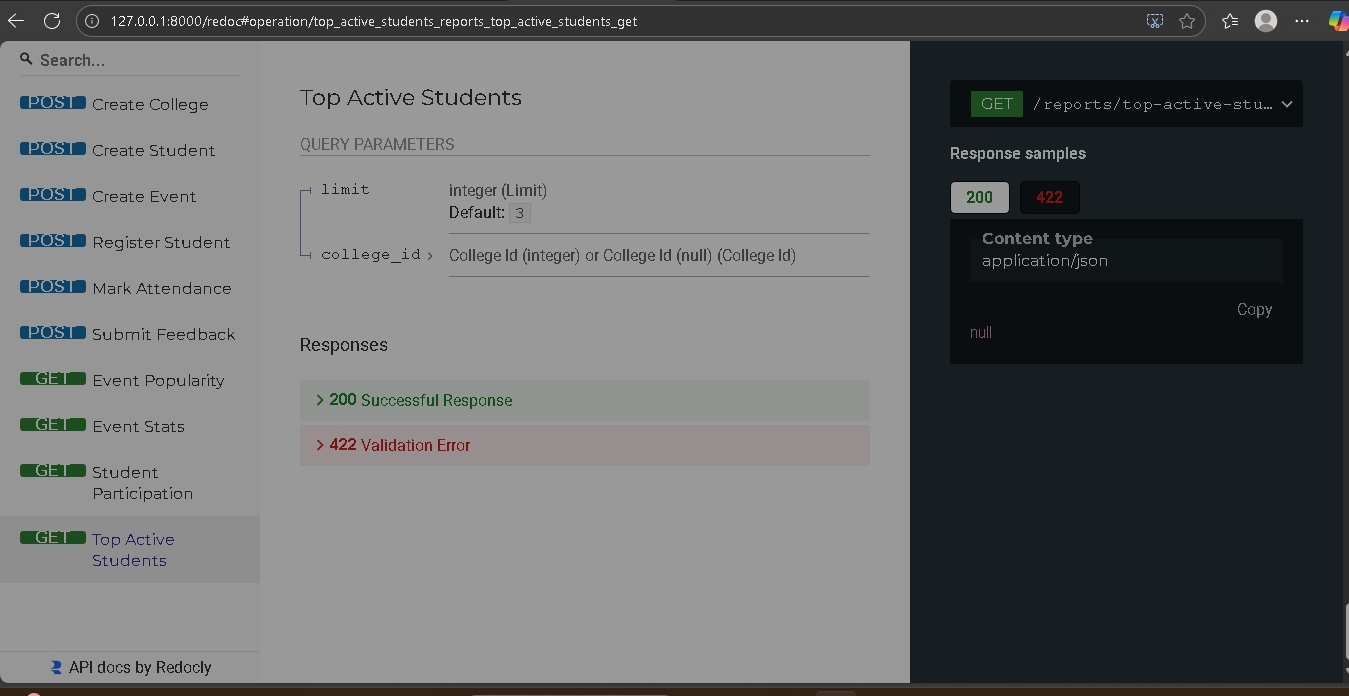 127.0.0.1:8000/redoc#operation/top_active_students_reports_top_active_students_get
Search...
POST Create College
POST Create Student
POST Create Event
POST Register Student
POST Mark Attendance
POST Submit Feedback
GET Event Popularity
GET Event Stats
GET Student
Participation
GET Top Active
Students
API docs by Redocly
Top Active Students
QUERY PARAMETERS
limit integer (Limit)
Default: 3
college_id College Id (integer) or College Id (null) (College Id)
Responses
200 Successful Response
422 Validation Error
GET /reports/top-active-stu…
Response samples
200 422
Content type
application/json
Copy
null